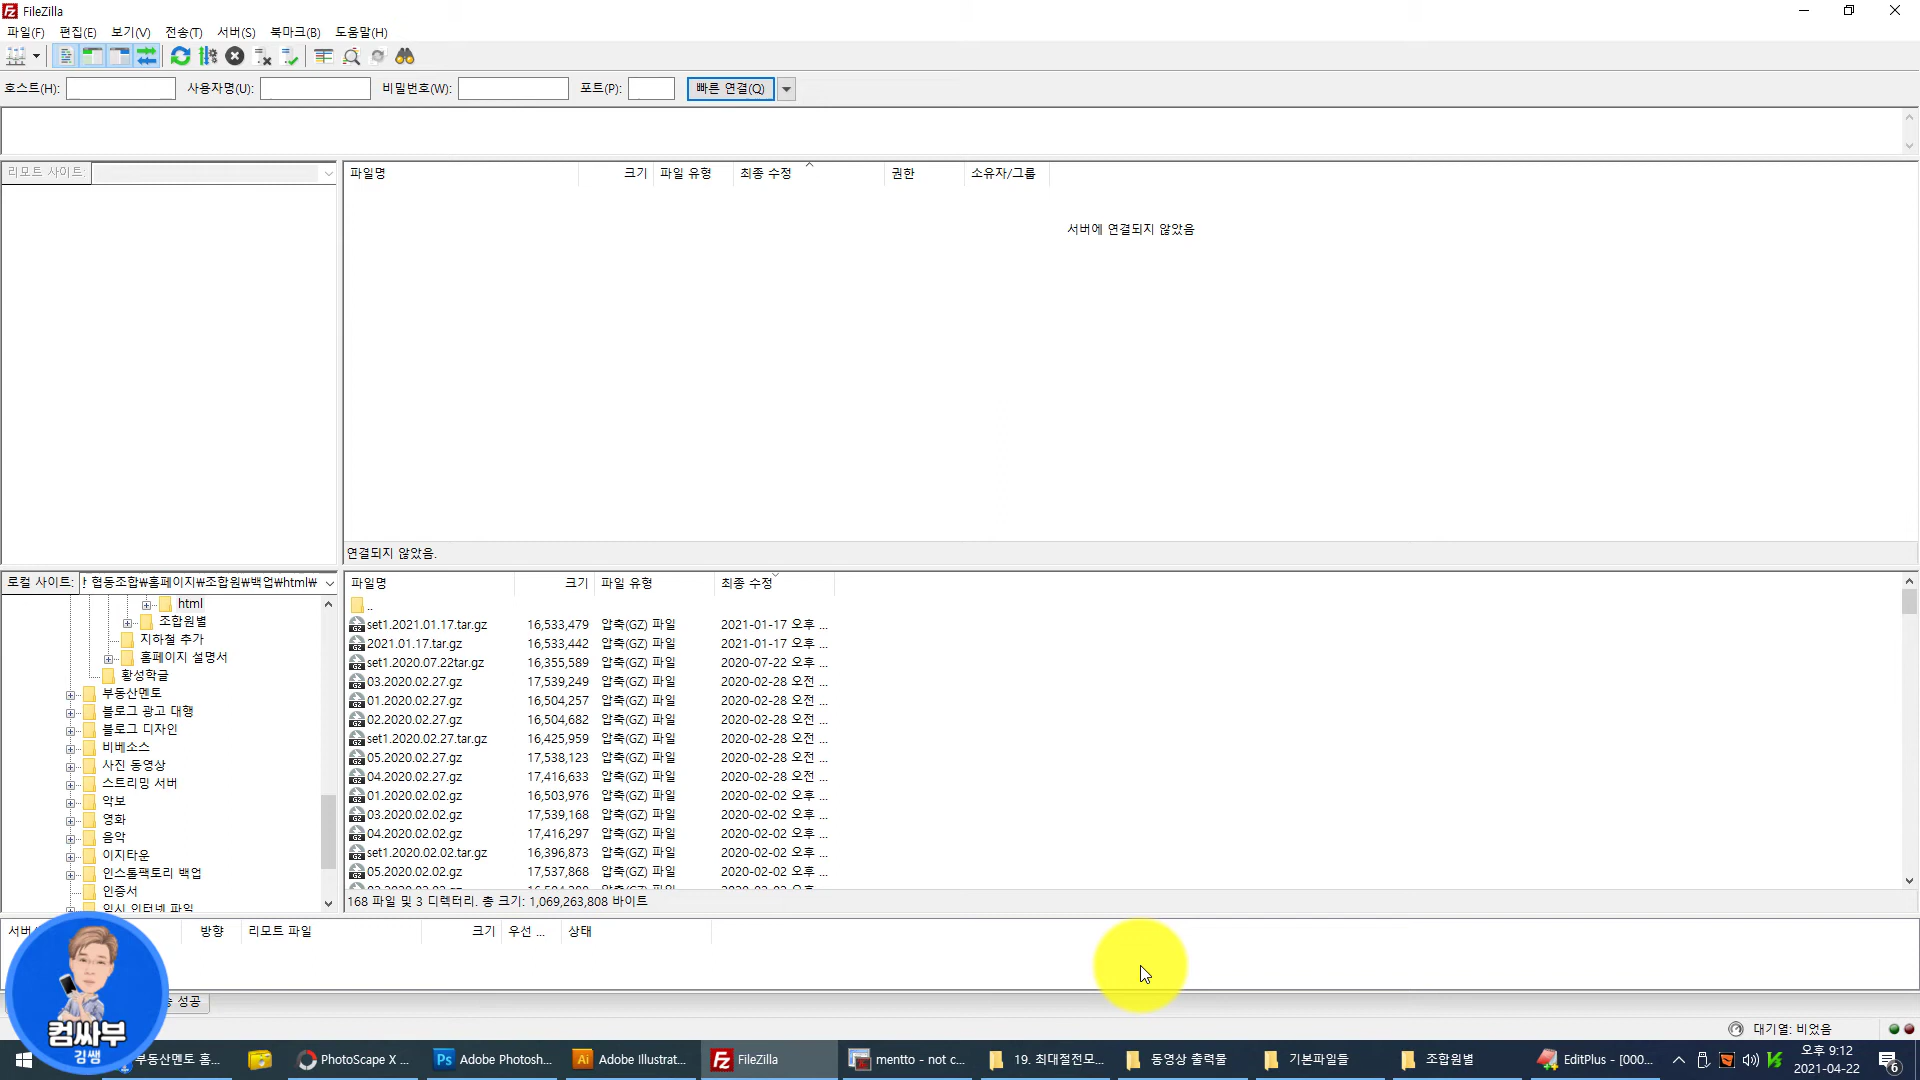 FileZilla
파일(F) 편집(E) 보기(V) 전송(T) 서버(S) 북마크(B) 도움말(H)
호스트(H): 사용자명(U): 비밀번호(W): 포트(P): 빠른 연결(Q)
리모트 사이트:
파일명 크기 파일 유형 최종 수정 권한 소유자/그룹
서버에 연결되지 않았음
연결되지 않았음.
로컬 사이트: 협동조합₩홈페이지₩조합원₩백업₩html₩
html
조합원별
지하철 추가
홈페이지 설명서
황성학글
부동산멘토
블로그 광고 대행
블로그 디자인
비베소스
사진 동영상
스트리밍 서버
악보
영화
음악
이지타운
인스톨팩토리 백업
인증서
임시 인터넷 파일
파일명 크기 파일 유형 최종 수정
..
set1.2021.01.17.tar.gz 16,533,479 압축(GZ) 파일 2021-01-17 오후 ...
2021.01.17.tar.gz 16,533,442 압축(GZ) 파일 2021-01-17 오후 ...
set1.2020.07.22tar.gz 16,355,589 압축(GZ) 파일 2020-07-22 오후 ...
03.2020.02.27.gz 17,539,249 압축(GZ) 파일 2020-02-28 오전 ...
01.2020.02.27.gz 16,504,257 압축(GZ) 파일 2020-02-28 오전 ...
02.2020.02.27.gz 16,504,682 압축(GZ) 파일 2020-02-28 오전 ...
set1.2020.02.27.tar.gz 16,425,959 압축(GZ) 파일 2020-02-28 오전 ...
05.2020.02.27.gz 17,538,123 압축(GZ) 파일 2020-02-28 오전 ...
04.2020.02.27.gz 17,416,633 압축(GZ) 파일 2020-02-28 오전 ...
01.2020.02.02.gz 16,503,976 압축(GZ) 파일 2020-02-02 오후 ...
03.2020.02.02.gz 17,539,168 압축(GZ) 파일 2020-02-02 오후 ...
04.2020.02.02.gz 17,416,297 압축(GZ) 파일 2020-02-02 오후 ...
set1.2020.02.02.tar.gz 16,396,873 압축(GZ) 파일 2020-02-02 오후 ...
05.2020.02.02.gz 17,537,868 압축(GZ) 파일 2020-02-02 오후 ...
168 파일 및 3 디렉터리. 총 크기: 1,069,263,808 바이트
방향 리모트 파일 크기 우선 ... 상태
성공
대기열: 비었음
컴싸부
김쌤
부동산멘토 홈... PhotoScape X ... Adobe Photosh... Adobe Illustrat... FileZilla mentto - not c... 19. 최대절전모... 동영상 출력물 기본파일들 조합원별 EditPlus - [000... 오후 9:12
2021-04-22
6